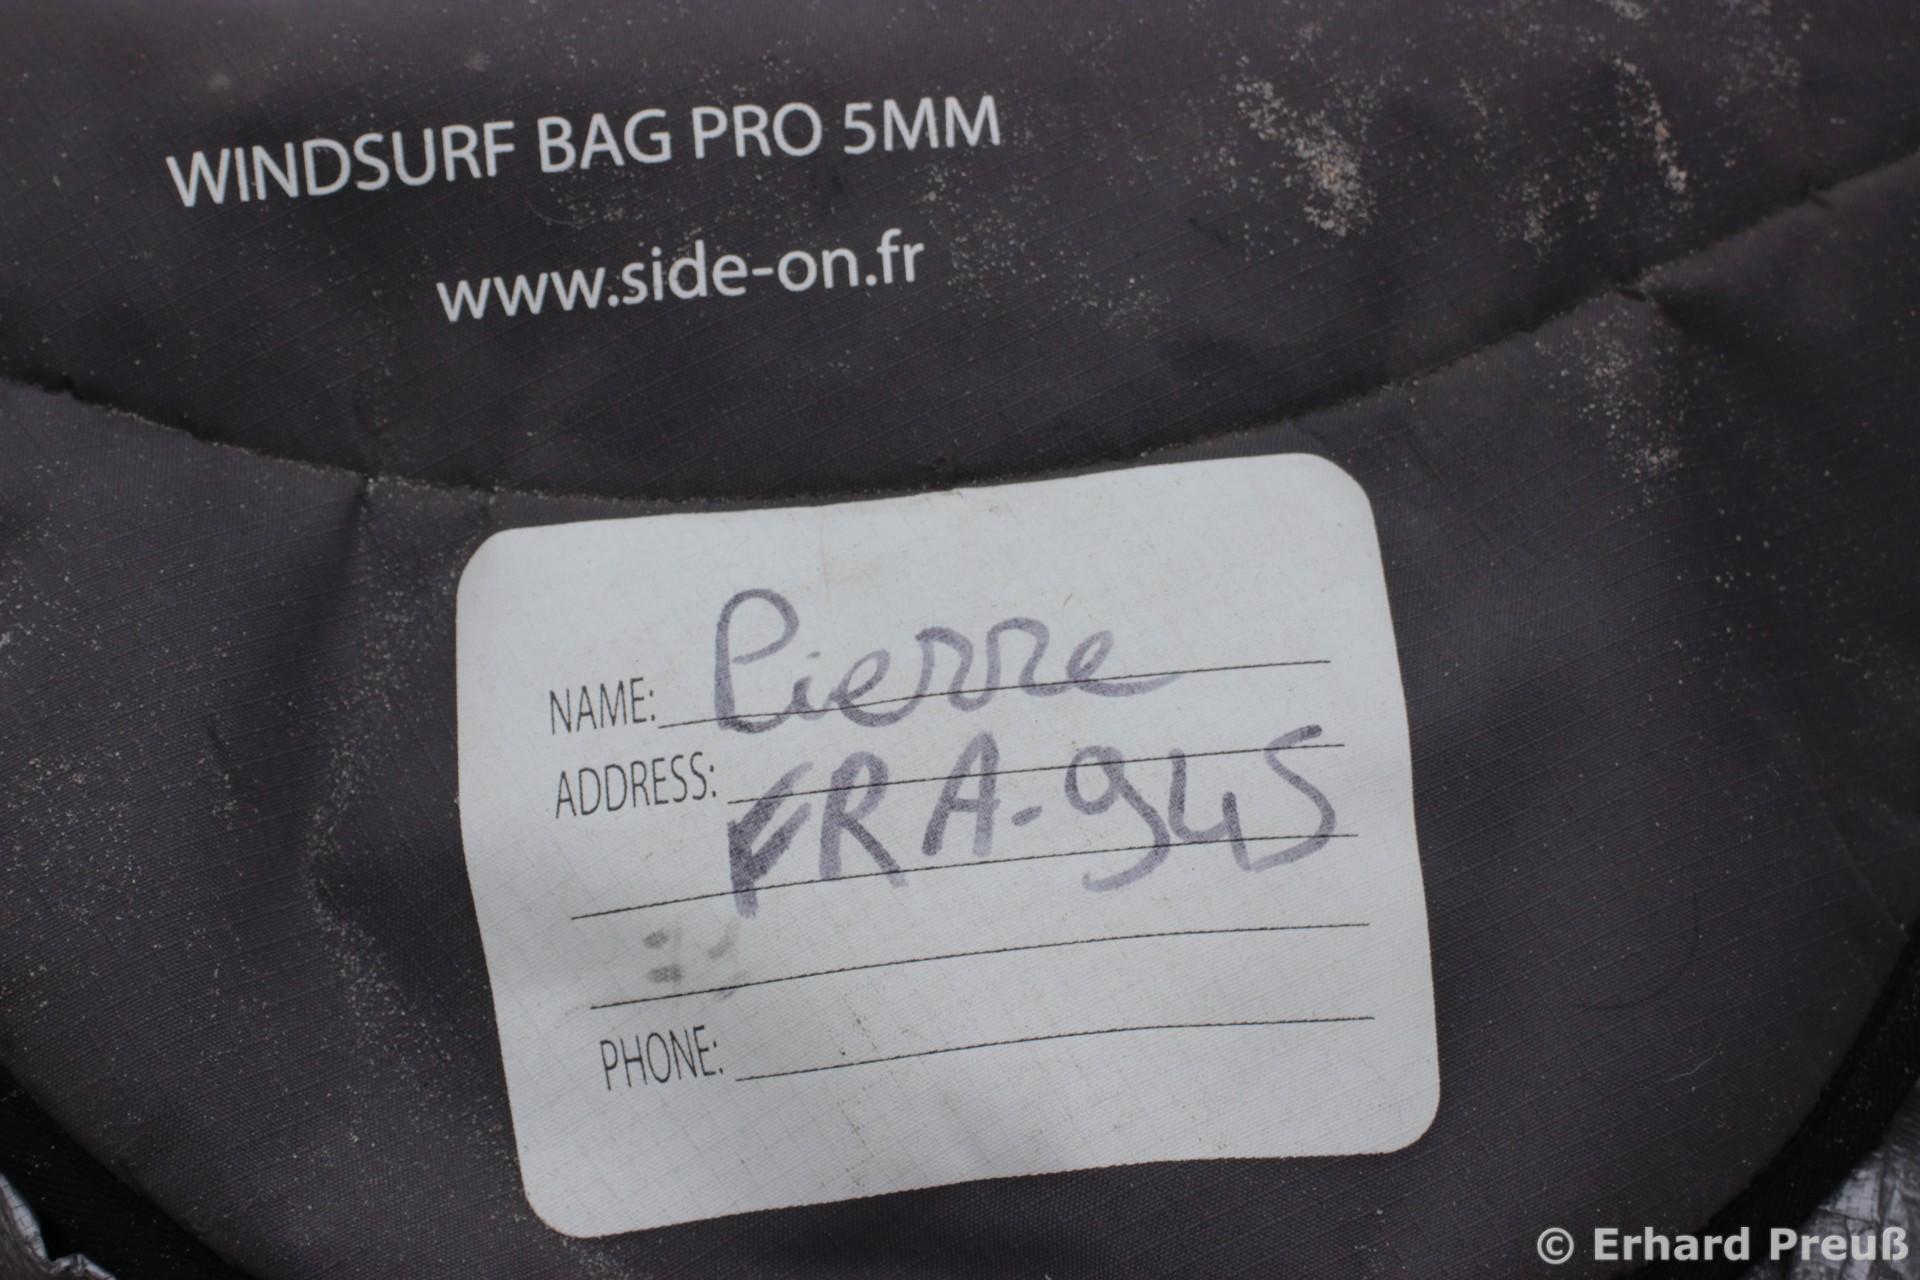 WINDSURF BAG PRO 5MM
www.side-on.fr
NAME: Pierre
ADDRESS: FRA-945
PHONE:
© Erhard Preuß